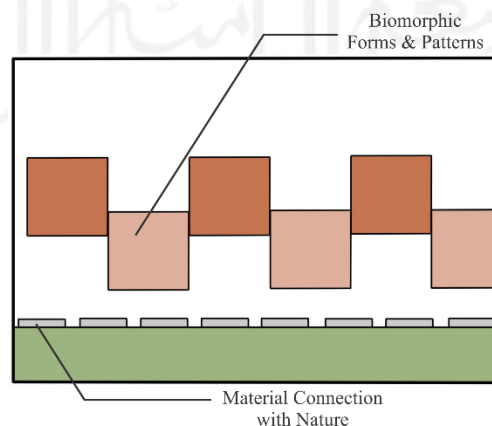 Biomorphic
Forms & Patterns
Material Connection
with Nature